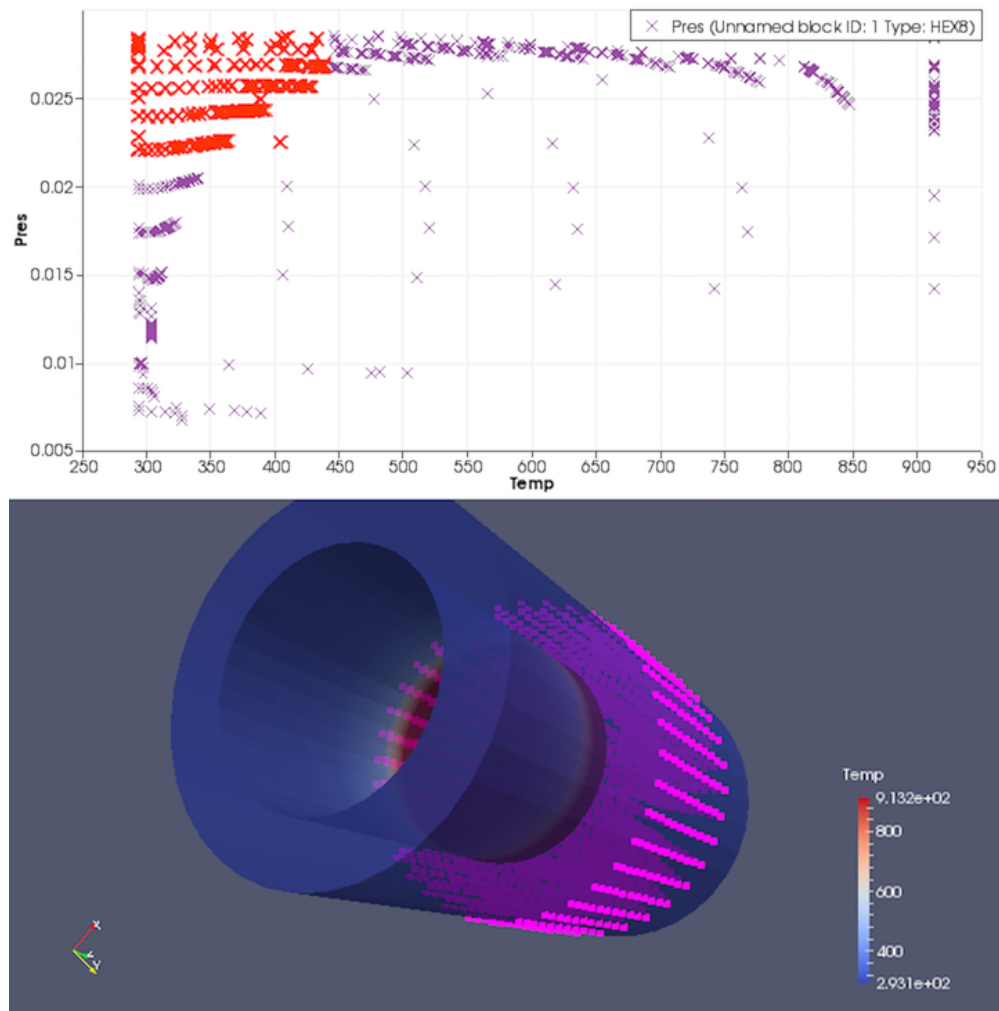 Pres (Unnamed block ID: 1 Type: HEX8)
0.025
0.02
0.015
0.01
0.005
Pres
250 300 350 400 450 500 550 600 650 700 750 800 850 900 950
Temp
Temp
9.132e+02
800
600
400
2.931e+02
X
Z
Y